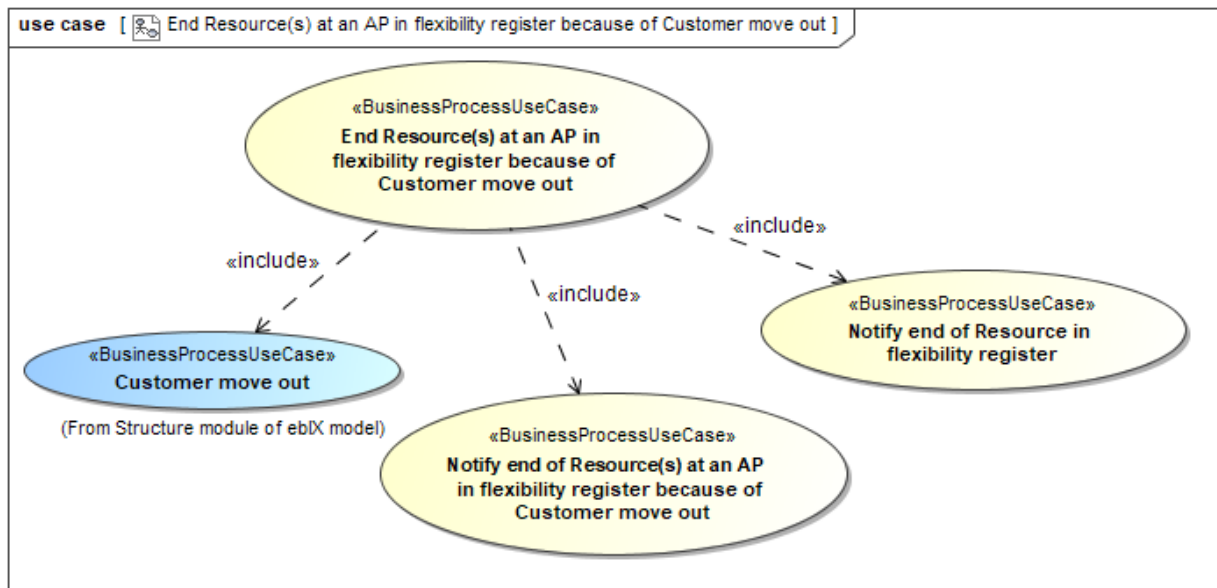 use case [ End Resource(s) at an AP in flexibility register because of Customer move out ]
«BusinessProcessUseCase»
End Resource(s) at an AP in
flexibility register because of
Customer move out
«include»
«include»
«include»
«BusinessProcessUseCase»
Notify end of Resource in
flexibility register
«BusinessProcessUseCase»
Customer move out
(From Structure module of ebIX model)
«BusinessProcessUseCase»
Notify end of Resource(s) at an AP
in flexibility register because of
Customer move out